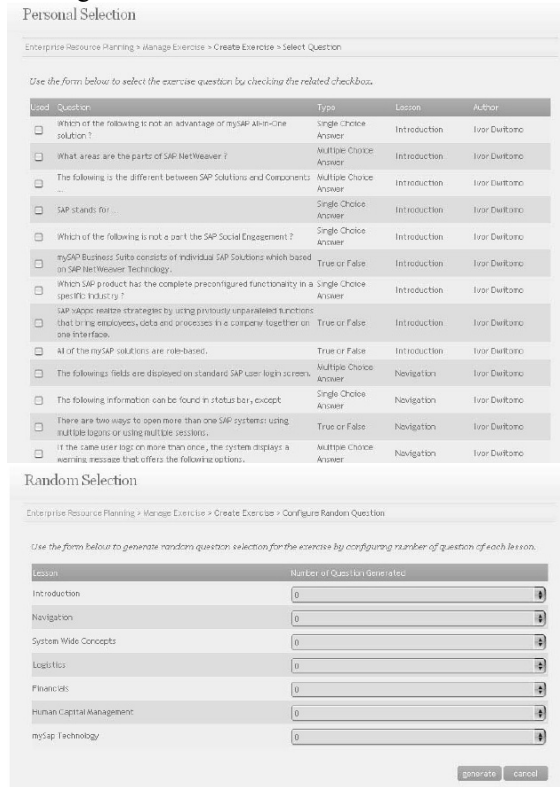 Personal Selection
Enterprise Resource Planning > Manage Exercise > Create Exercise > Select Question
Use the form below to select the exercise question by checking the related checkbox.
Used Question Type Lesson Author
Which of the following is not an advantage of mySAP All-in-One solution ? Single Choice Answer Introduction Ivor Dwitomo
What areas are the parts of SAP NetWeaver ? Multiple Choice Answer Introduction Ivor Dwitomo
The following is the different between SAP Solutions and Components ... Multiple Choice Answer Introduction Ivor Dwitomo
SAP stands for ... Single Choice Answer Introduction Ivor Dwitomo
Which of the following is not a part the SAP Social Engagement ? Single Choice Answer Introduction Ivor Dwitomo
mySAP Business Suite consists of individual SAP Solutions which based on SAP NetWeaver Technology. True or False Introduction Ivor Dwitomo
Which SAP product has the complete preconfigured functionality in a spesific industry ? Single Choice Answer Introduction Ivor Dwitomo
SAP xApps realize strategies by using priviously unparalleled functions that bring employees, data and processes in a company together on one interface. True or False Introduction Ivor Dwitomo
All of the mySAP solutions are role-based. True or False Introduction Ivor Dwitomo
The followings fields are displayed on standard SAP user login screen. Multiple Choice Answer Navigation Ivor Dwitomo
The following information can be found in status bar, except Single Choice Answer Navigation Ivor Dwitomo
There are two ways to open more than one SAP systems: using multiple logons or using multiple sessions. True or False Navigation Ivor Dwitomo
If the same user logs on more than once, the system displays a warning message that offers the following options. Multiple Choice Answer Navigation Ivor Dwitomo
Random Selection
Enterprise Resource Planning > Manage Exercise > Create Exercise > Configure Random Question
Use the form below to generate random question selection for the exercise by configuring number of question of each lesson.
Lesson Number of Question Generated
Introduction 0
Navigation 0
System Wide Concepts 0
Logistics 0
Financials 0
Human Capital Management 0
mySap Technology 0
generate cancel